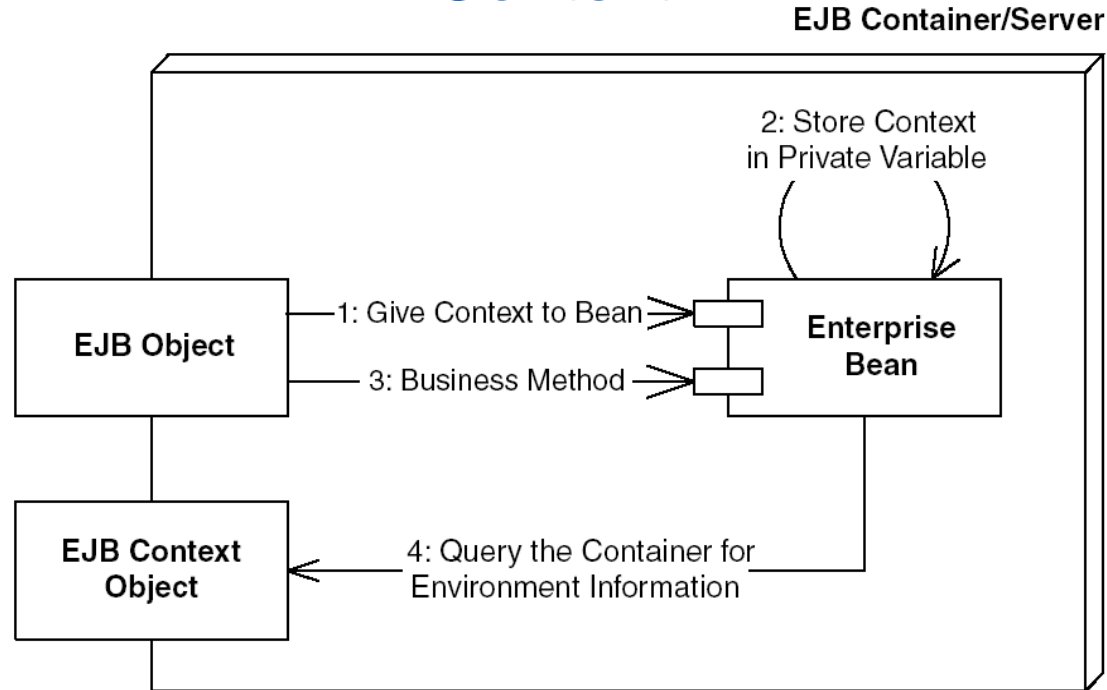 EJB Container/Server
2: Store Context
in Private Variable
1: Give Context to Bean
EJB Object
Enterprise
Bean
3: Business Method
EJB Context
Object
4: Query the Container for
Environment Information